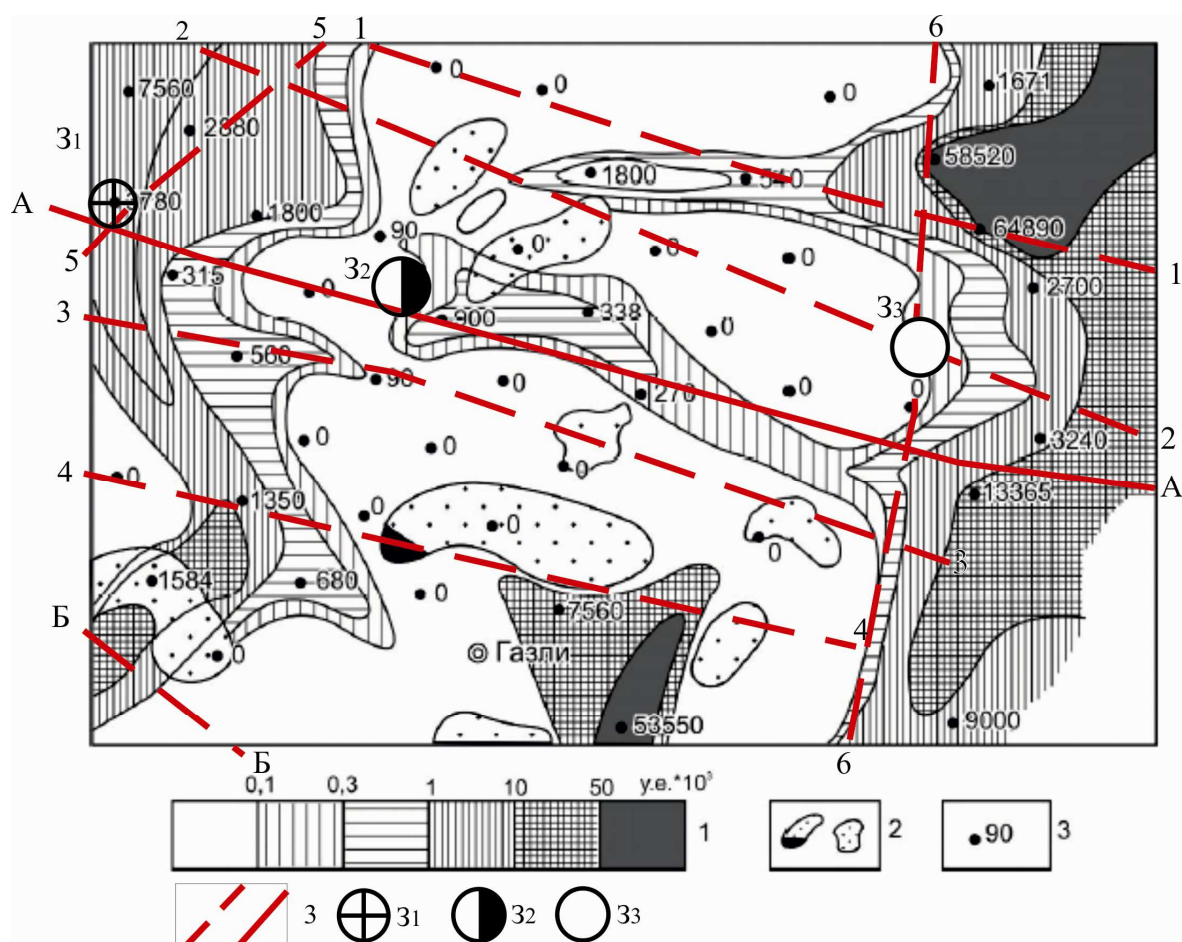 2 5 1 6
7560 0 0 0 1671
З1 2880 58520
А 3780 1800 1800 540 64890
5 90 0 0 0 1
З2 315 0 2700
3 900 338 0 З3
560 90 0 270 0 0
2
4 0 0 0 0 3240 А
1350 0 0 0 13365
3
1584 680 0 7560
Б 0 4
© Газли
53550 9000
Б 6
0,1 0,3 1 10 50 у.е.*10³
1 2 90 3
3 З1 З2 З3